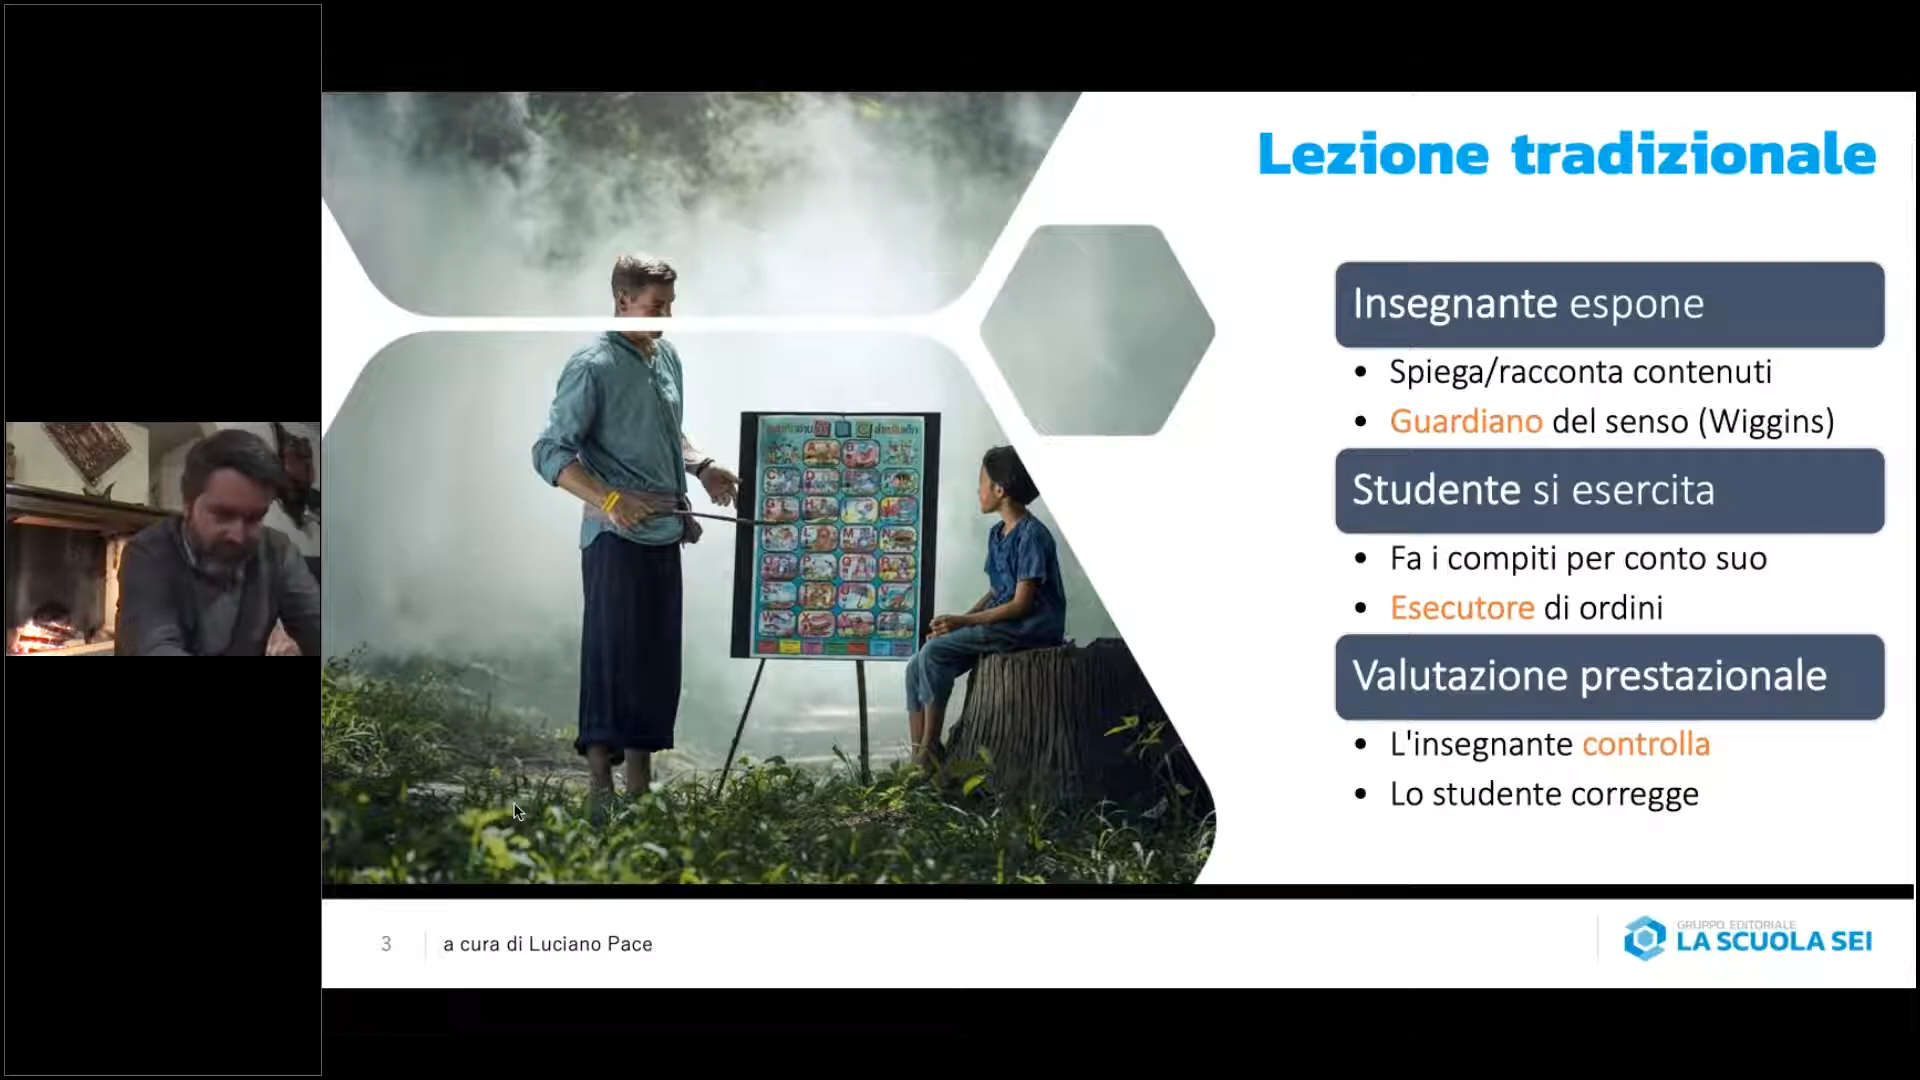 Lezione tradizionale
Insegnante espone
• Spiega/racconta contenuti
• Guardiano del senso (Wiggins)
Studente si esercita
• Fa i compiti per conto suo
• Esecutore di ordini
Valutazione prestazionale
• L'insegnante controlla
• Lo studente corregge
3
a cura di Luciano Pace
GRUPPO EDITORIALE
LA SCUOLA SEI